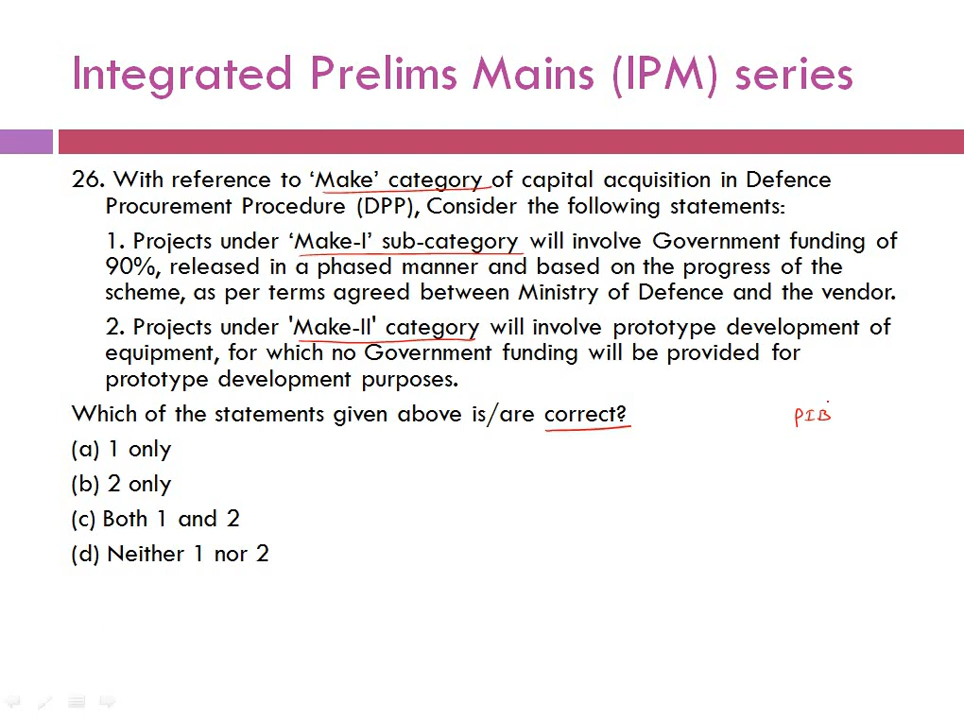 Integrated Prelims Mains (IPM) series
26. With reference to ‘Make’ category of capital acquisition in Defence
Procurement Procedure (DPP), Consider the following statements:
1. Projects under ‘Make-I’ sub-category will involve Government funding of
90%, released in a phased manner and based on the progress of the
scheme, as per terms agreed between Ministry of Defence and the vendor.
2. Projects under 'Make-II' category will involve prototype development of
equipment, for which no Government funding will be provided for
prototype development purposes.
Which of the statements given above is/are correct?
PIB
(a) 1 only
(b) 2 only
(c) Both 1 and 2
(d) Neither 1 nor 2